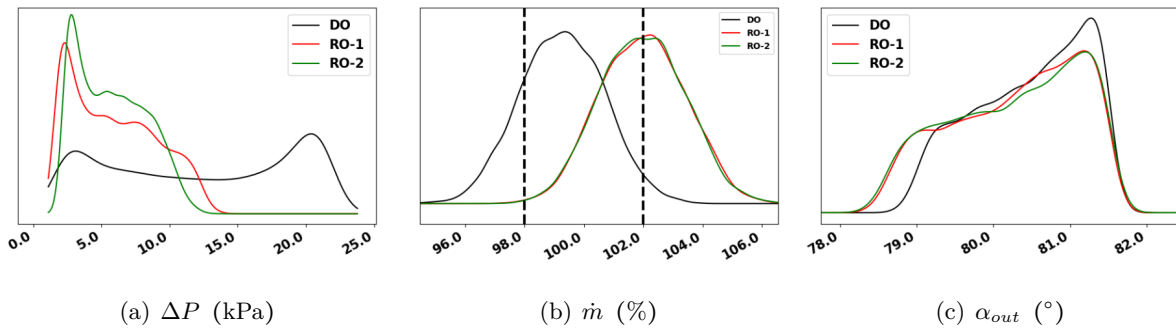 DO
RO-1
RO-2
0.0 5.0 10.0 15.0 20.0 25.0
(a) ΔP (kPa)
DO
RO-1
RO-2
96.0 98.0 100.0 102.0 104.0 106.0
(b) ṁ (%)
DO
RO-1
RO-2
78.0 79.0 80.0 81.0 82.0
(c) α_out (°)